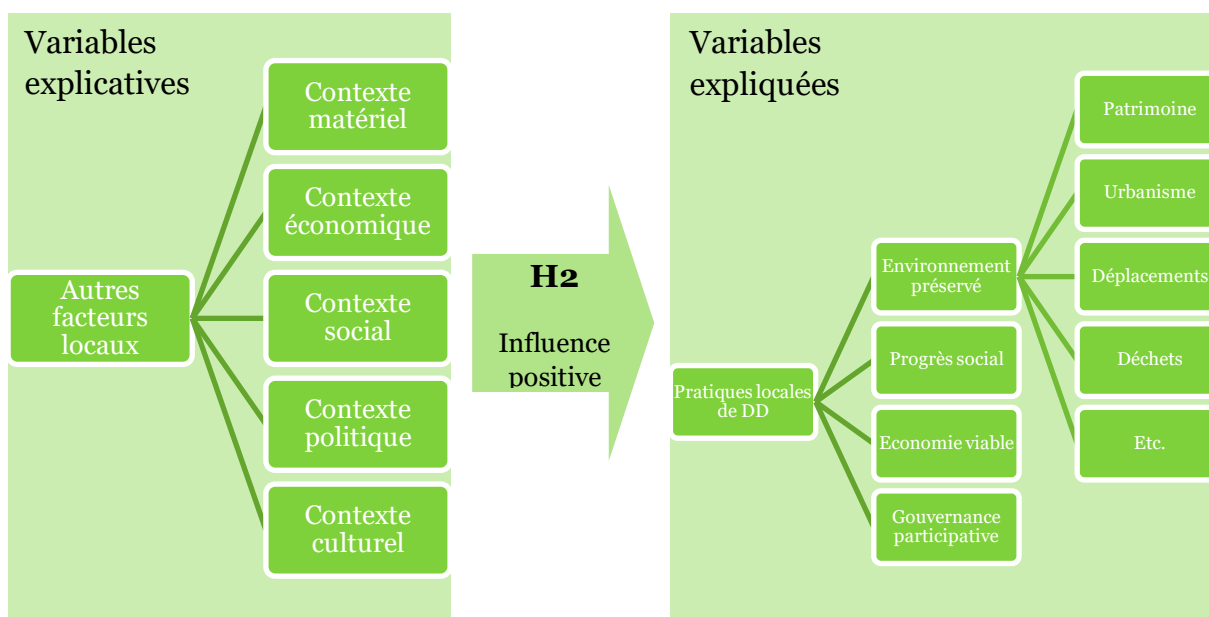 Variables
explicatives
Autres
facteurs
locaux
Contexte
matériel
Contexte
économique
Contexte
social
Contexte
politique
Contexte
culturel
H2
Influence
positive
Variables
expliquées
Pratiques locales
de DD
Environnement
préservé
Progrès social
Economie viable
Gouvernance
participative
Patrimoine
Urbanisme
Déplacements
Déchets
Etc.